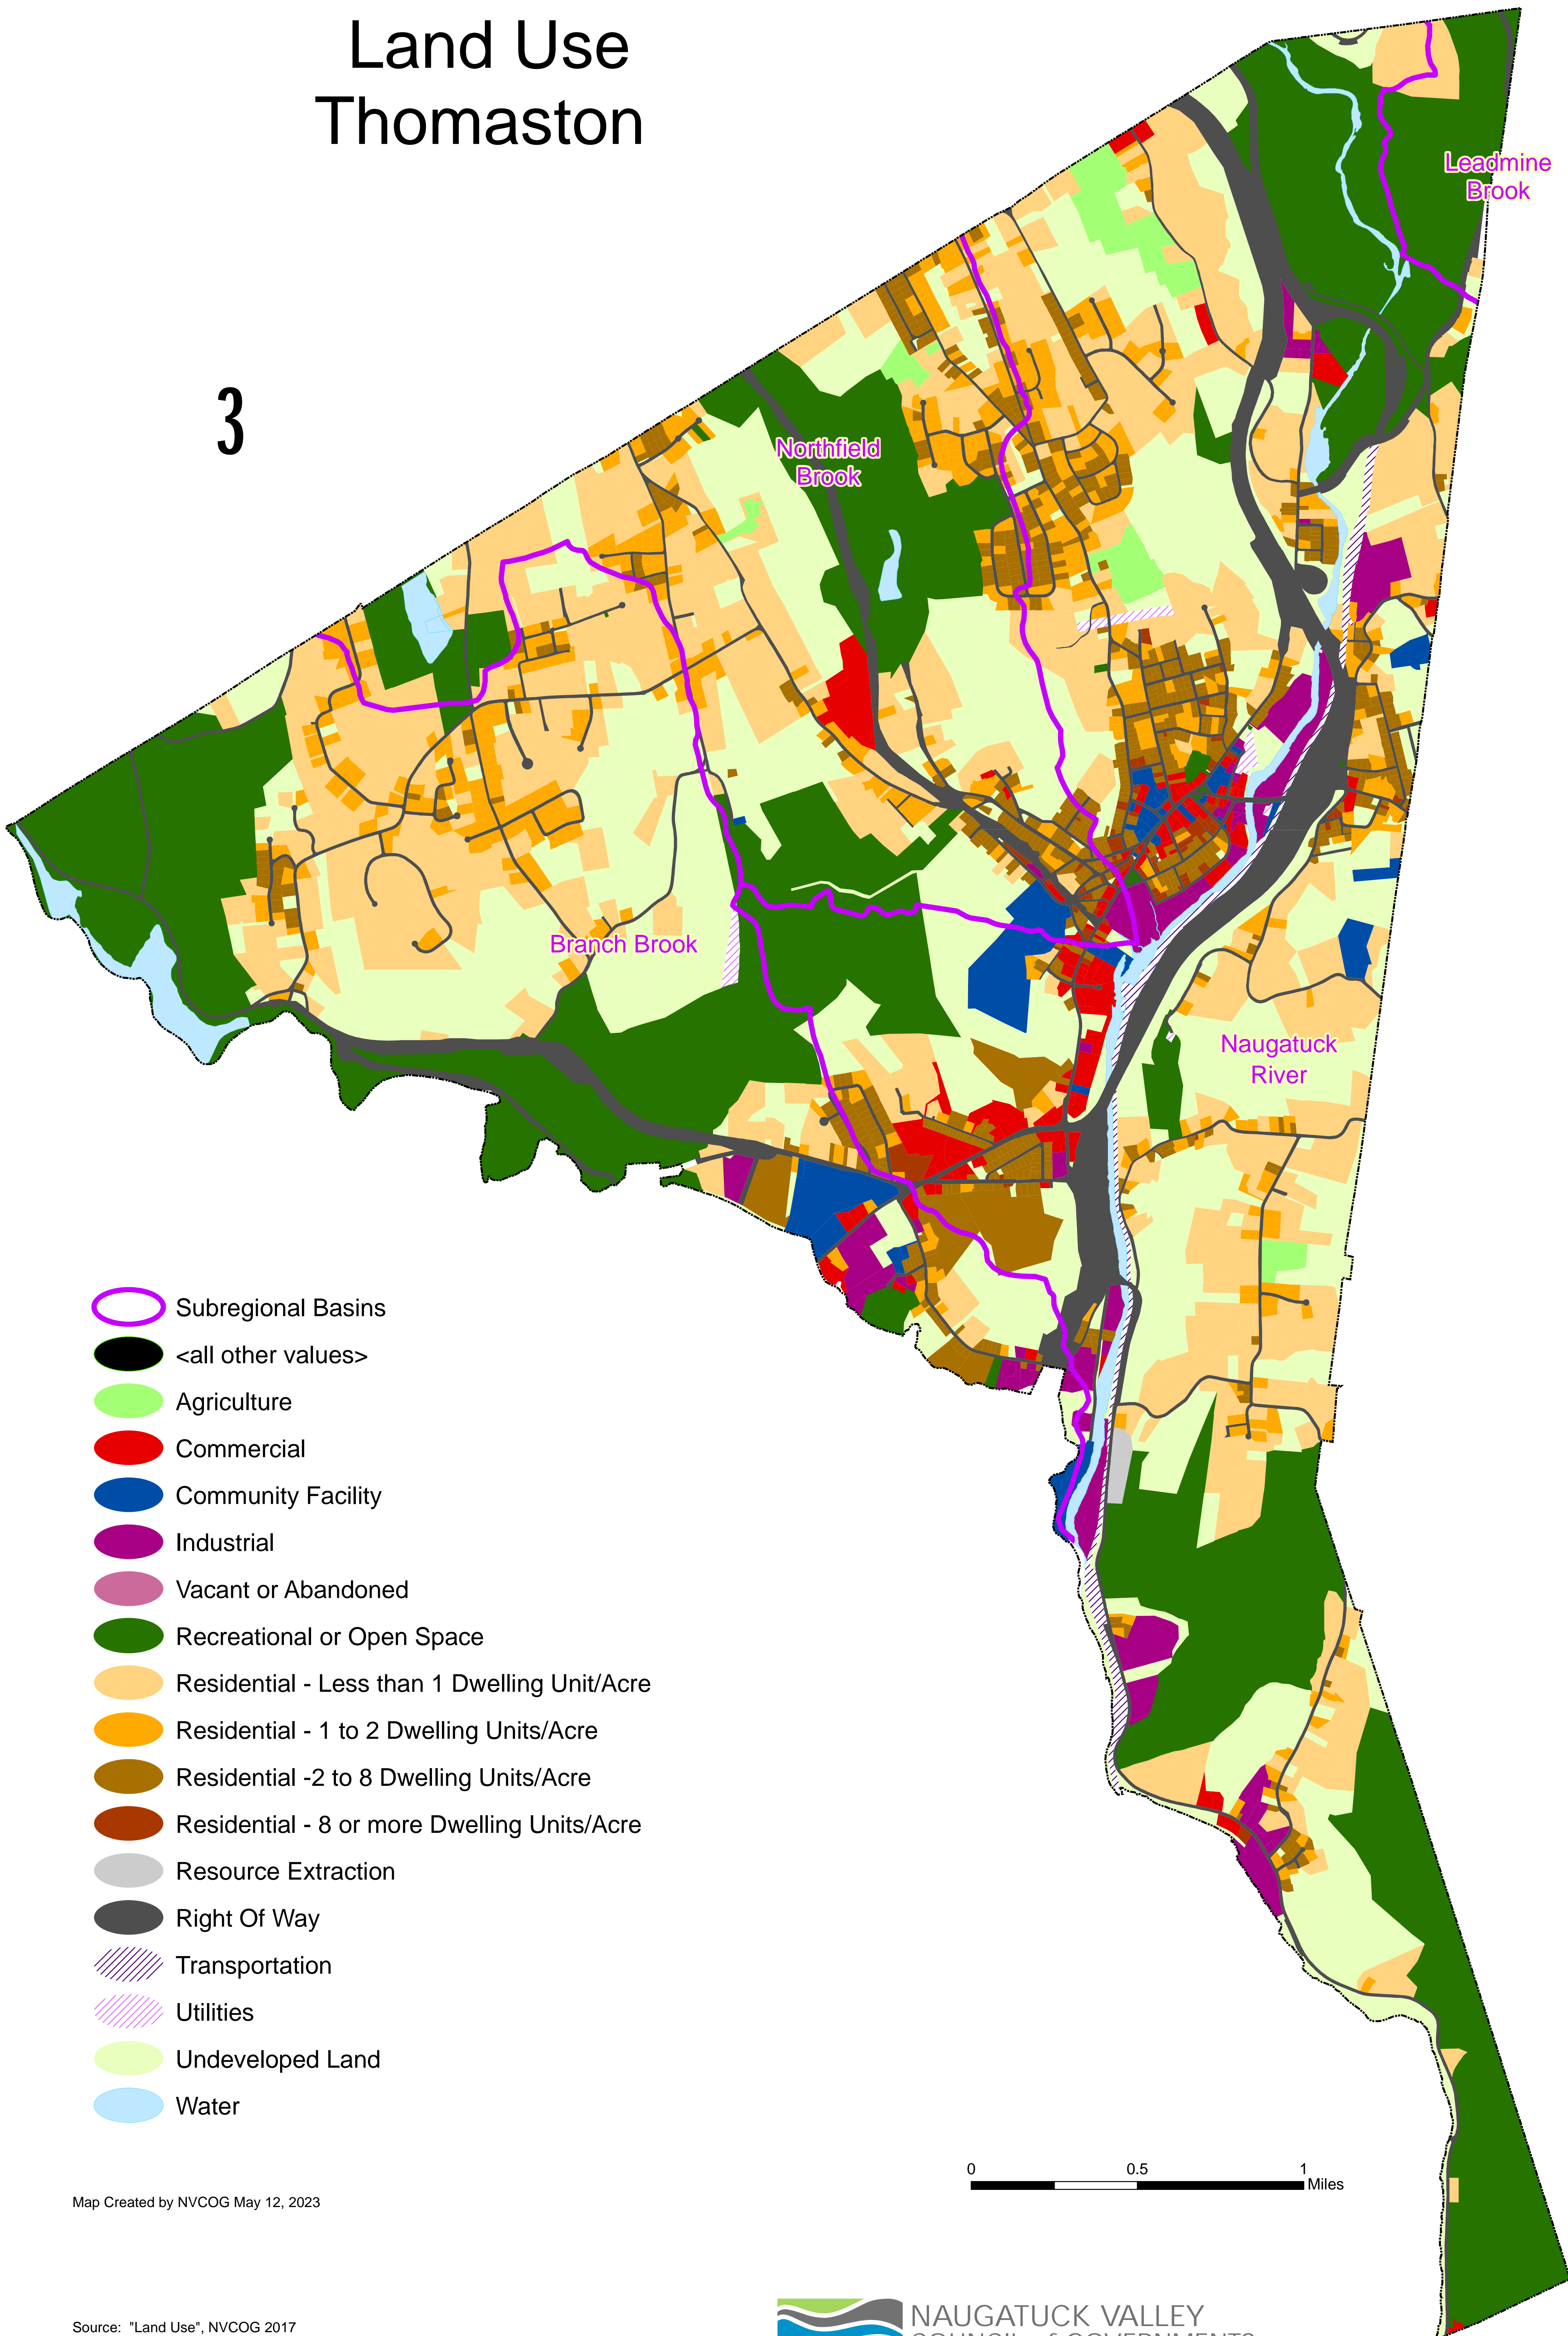 Land Use
Thomaston
3
Leadmine
Brook
Northfield
Brook
Branch Brook
Naugatuck
River
Subregional Basins
<all other values>
Agriculture
Commercial
Community Facility
Industrial
Vacant or Abandoned
Recreational or Open Space
Residential - Less than 1 Dwelling Unit/Acre
Residential - 1 to 2 Dwelling Units/Acre
Residential -2 to 8 Dwelling Units/Acre
Residential - 8 or more Dwelling Units/Acre
Resource Extraction
Right Of Way
Transportation
Utilities
Undeveloped Land
Water
0 0.5 1
Miles
Map Created by NVCOG May 12, 2023
Source: "Land Use", NVCOG 2017
NAUGATUCK VALLEY
COUNCIL of GOVERNMENTS